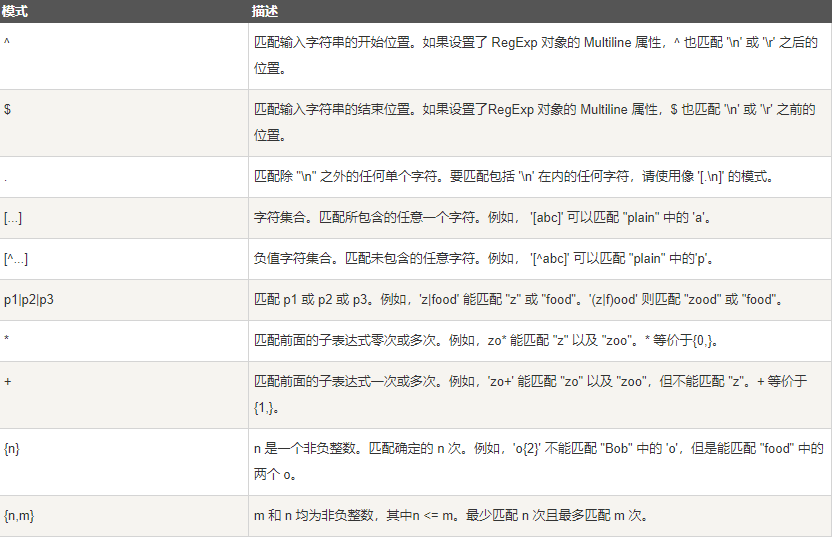 模式 描述
^ 匹配输入字符串的开始位置。如果设置了 RegExp 对象的 Multiline 属性，^ 也匹配 '\n' 或 '\r' 之后的
位置。
$ 匹配输入字符串的结束位置。如果设置了RegExp 对象的 Multiline 属性，$ 也匹配 '\n' 或 '\r' 之前的
位置。
. 匹配除 "\n" 之外的任何单个字符。要匹配包括 '\n' 在内的任何字符，请使用像 '[.\n]' 的模式。
[...] 字符集合。匹配所包含的任意一个字符。例如， '[abc]' 可以匹配 "plain" 中的 'a'。
[^...] 负值字符集合。匹配未包含的任意字符。例如， '[^abc]' 可以匹配 "plain" 中的'p'。
p1|p2|p3 匹配 p1 或 p2 或 p3。例如，'z|food' 能匹配 "z" 或 "food"。'(z|f)ood' 则匹配 "zood" 或 "food"。
* 匹配前面的子表达式零次或多次。例如，zo* 能匹配 "z" 以及 "zoo"。* 等价于{0,}。
+ 匹配前面的子表达式一次或多次。例如，'zo+' 能匹配 "zo" 以及 "zoo"，但不能匹配 "z"。+ 等价于
{1,}。
{n} n 是一个非负整数。匹配确定的 n 次。例如，'o{2}' 不能匹配 "Bob" 中的 'o'，但是能匹配 "food" 中的
两个 o。
{n,m} m 和 n 均为非负整数，其中n <= m。最少匹配 n 次且最多匹配 m 次。